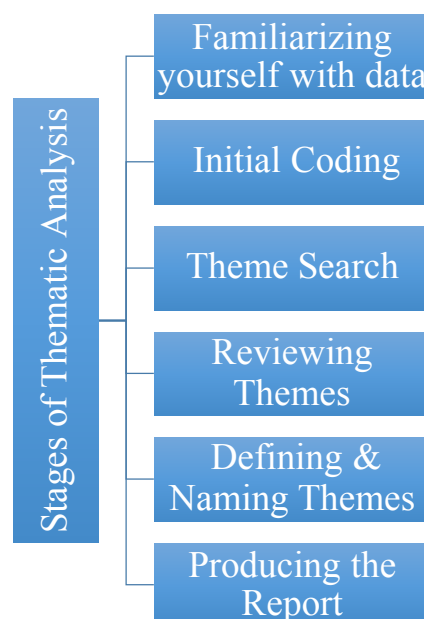 Stages of Thematic Analysis
Familiarizing
yourself with data
Initial Coding
Theme Search
Reviewing
Themes
Defining &
Naming Themes
Producing the
Report